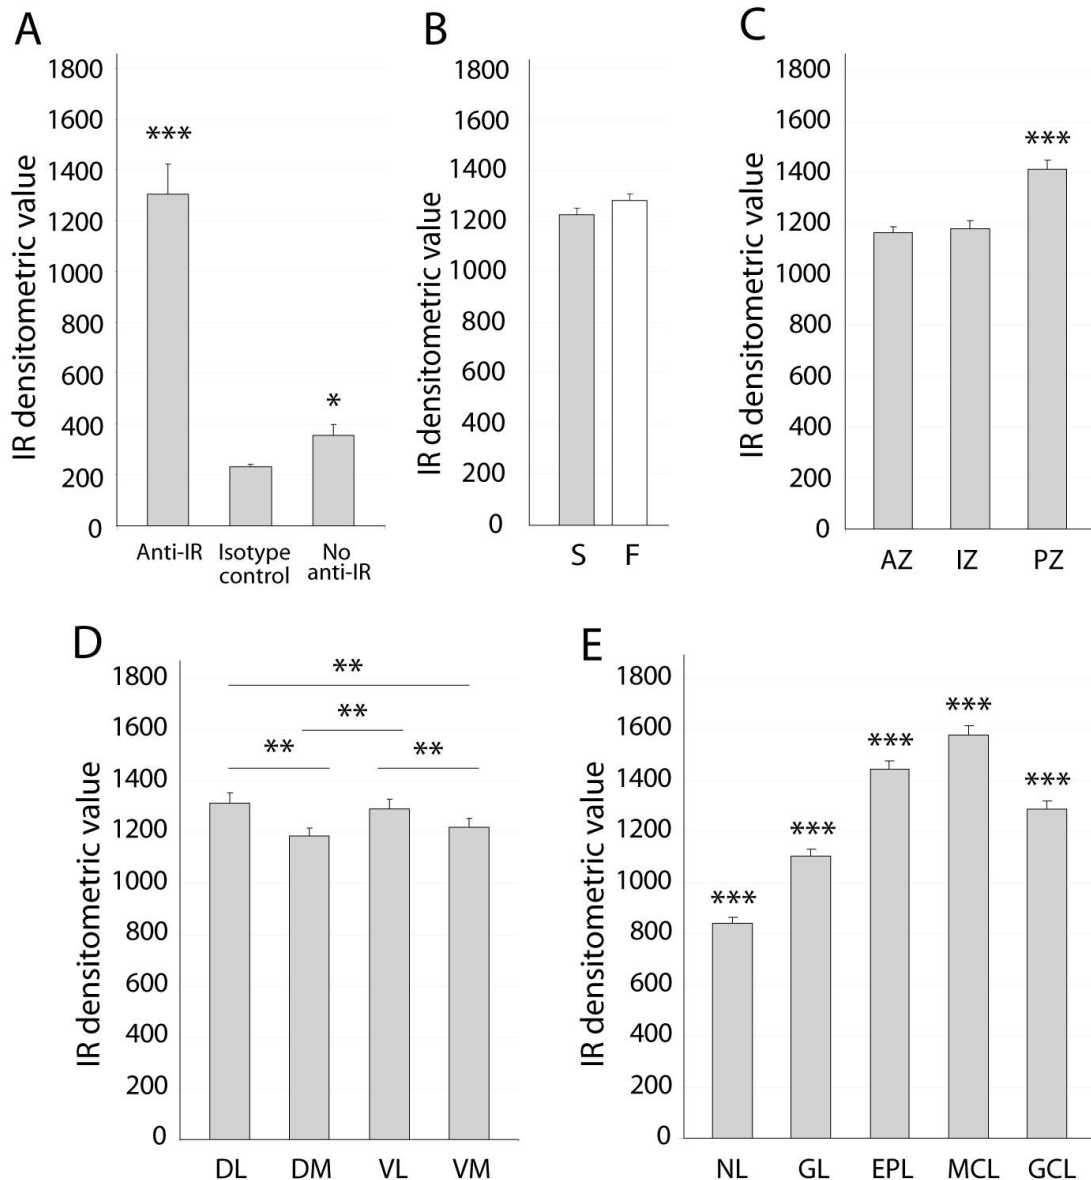 A
IR densitometric value
1800
1600
1400
1200
1000
800
600
400
200
0
***
*
Anti-IR
Isotype
control
No
anti-IR
B
IR densitometric value
1800
1600
1400
1200
1000
800
600
400
200
0
S
F
C
IR densitometric value
1800
1600
1400
1200
1000
800
600
400
200
0
***
AZ
IZ
PZ
D
IR densitometric value
1800
1600
1400
1200
1000
800
600
400
200
0
**
**
**
**
DL
DM
VL
VM
E
IR densitometric value
1800
1600
1400
1200
1000
800
600
400
200
0
***
***
***
***
***
NL
GL
EPL
MCL
GCL